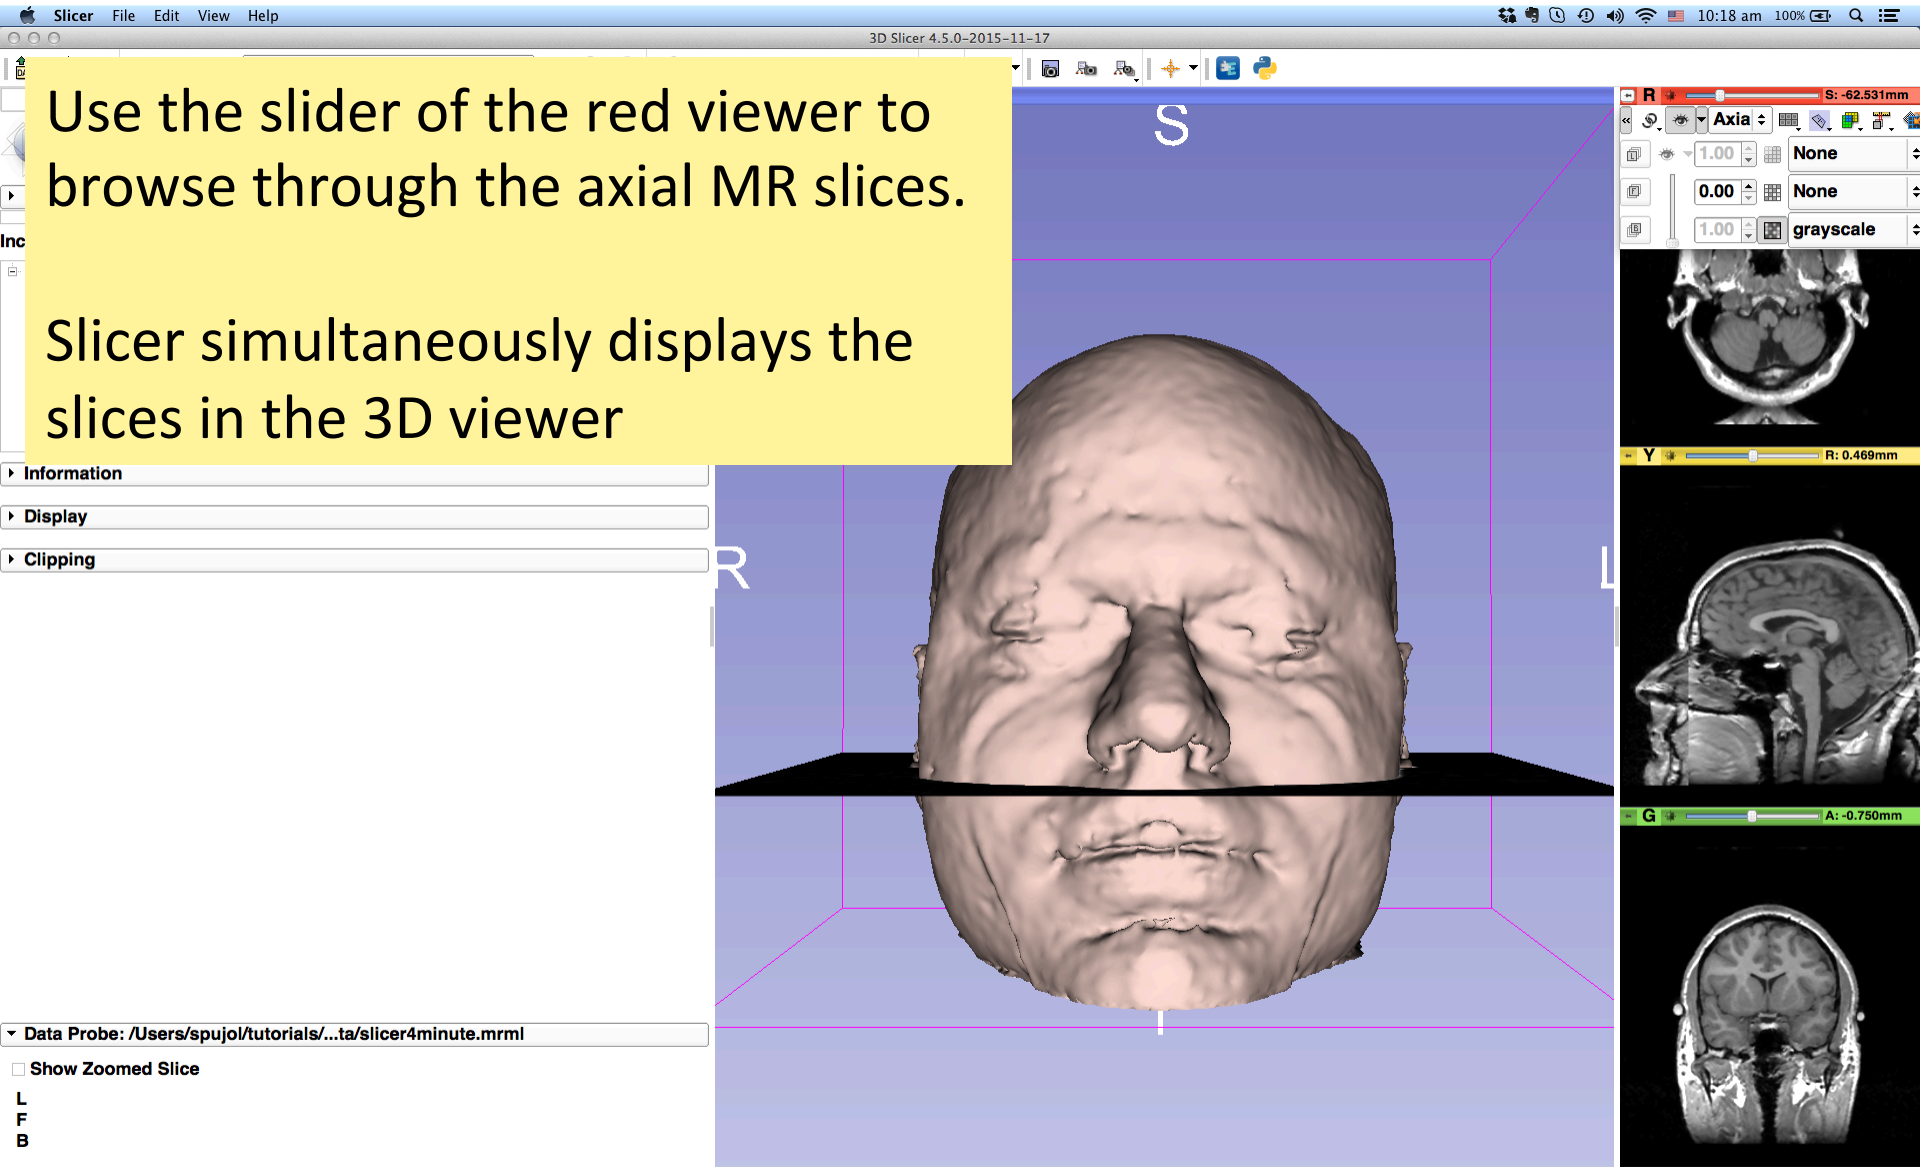 Slicer File Edit View Help
10:18 am 100%
3D Slicer 4.5.0-2015-11-17
Use the slider of the red viewer to
browse through the axial MR slices.
Slicer simultaneously displays the
slices in the 3D viewer
Inc
Information
Display
Clipping
Data Probe: /Users/spujol/tutorials/...ta/slicer4minute.mrml
Show Zoomed Slice
L
F
B
S
R
L
I
R S: -62.531mm
Axia
1.00 None
0.00 None
1.00 grayscale
Y R: 0.469mm
G A: -0.750mm